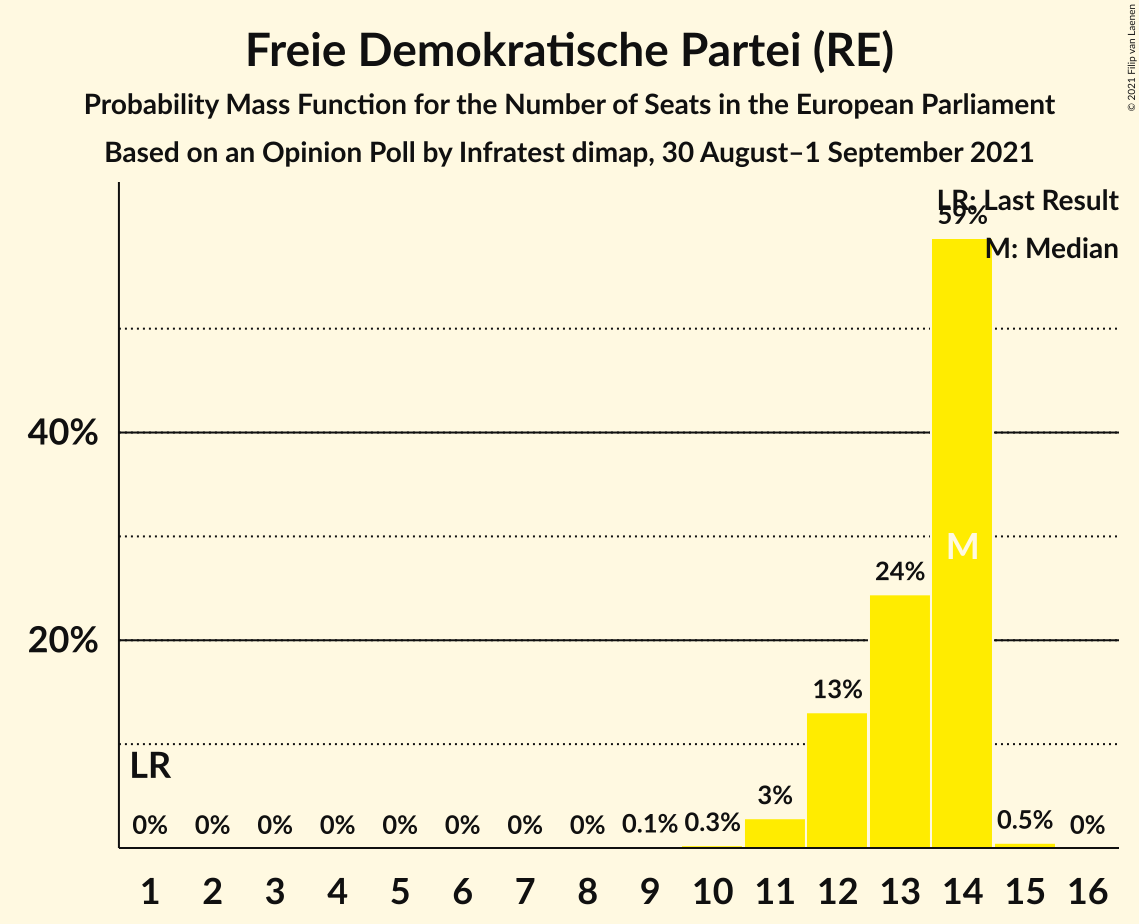 Freie Demokratische Partei (RE)
Probability Mass Function for the Number of Seats in the European Parliament
Based on an Opinion Poll by Infratest dimap, 30 August–1 September 2021
© 2021 Filip van Laenen
LR: Last Result
59%
M: Median
40%
M
24%
20%
13%
LR
3%
0% 0% 0% 0% 0% 0% 0% 0% 0.1% 0.3% 0.5% 0%
1 2 3 4 5 6 7 8 9 10 11 12 13 14 15 16